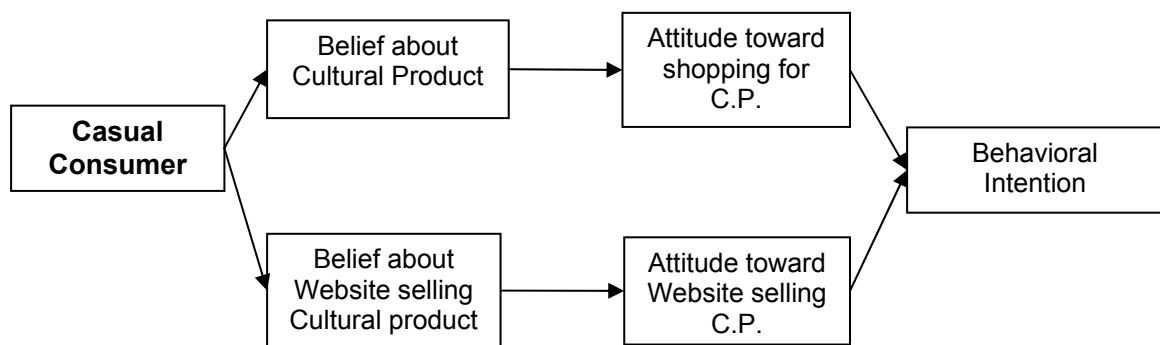 Casual
Consumer
Belief about
Cultural Product
Attitude toward
shopping for
C.P.
Belief about
Website selling
Cultural product
Attitude toward
Website selling
C.P.
Behavioral
Intention